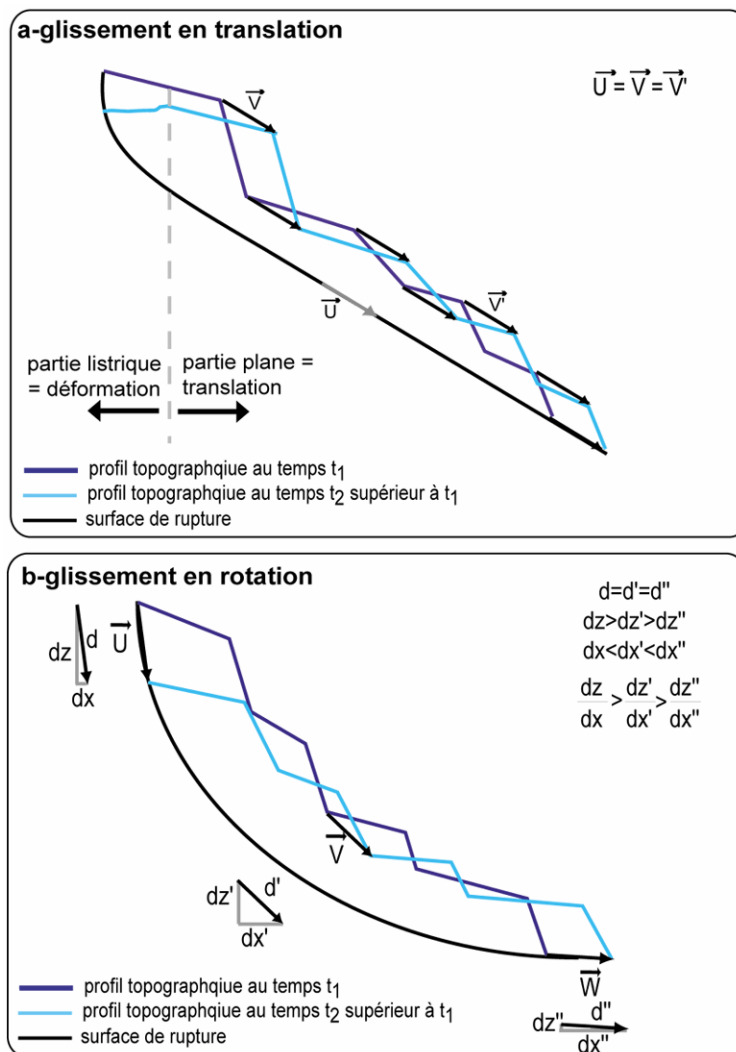 a-glissement en translation
V
U = V = V'
U
V'
partie listrique
= déformation
partie plane =
translation
profil topographqiue au temps t₁
profil topographqiue au temps t₂ supérieur à t₁
surface de rupture
b-glissement en rotation
d=d'=d"
dz>dz'>dz"
dx<dx'<dx"
dz > dz' > dz"
dx dx' dx"
dz
d
dx
U
V
dz'
d'
dx'
W
dz"
d"
dx"
profil topographqiue au temps t₁
profil topographqiue au temps t₂ supérieur à t₁
surface de rupture